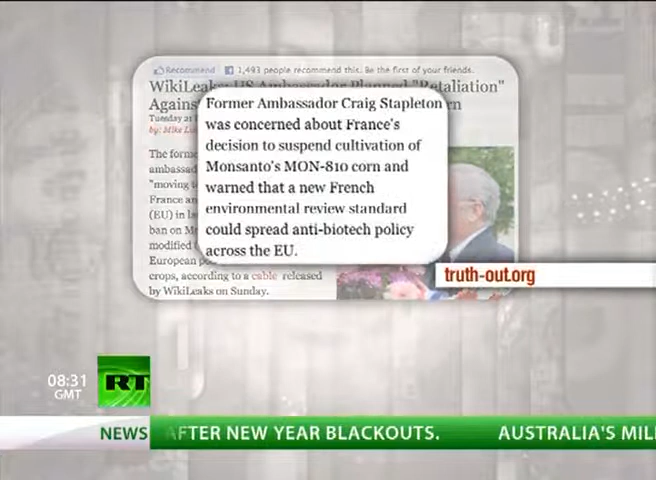 Recommend 1,493 people recommend this. Be the first of your friends.
WikiLeaks: US Ambassador Planned "Retaliation"
Former Ambassador Craig Stapleton
was concerned about France's
decision to suspend cultivation of
Monsanto's MON-810 corn and
warned that a new French
environmental review standard
could spread anti-biotech policy
across the EU.
Tuesday 21
by: Mike
The
"moving
France an
(EU) in
ban on
modified
European
crops, according to a cable released
by WikiLeaks on Sunday.
truth-out.org
08:31
GMT
RT
NEWS AFTER NEW YEAR BLACKOUTS. AUSTRALIA'S MIL